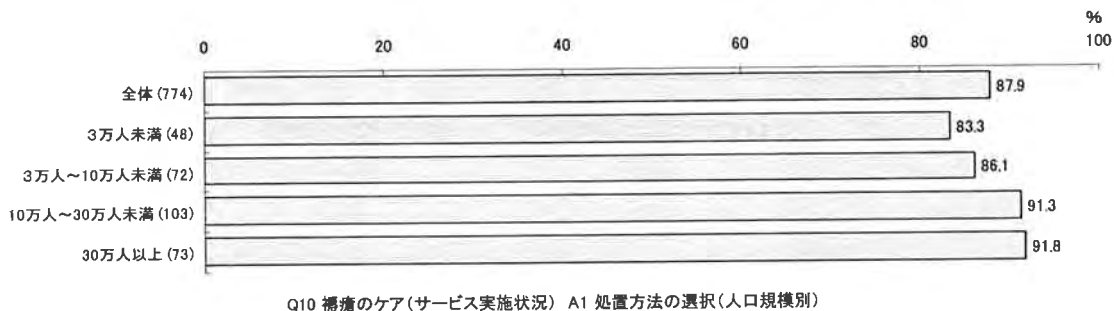 %
0 20 40 60 80 100
全体(774) 87.9
3万人未満(48) 83.3
3万人～10万人未満(72) 86.1
10万人～30万人未満(103) 91.3
30万人以上(73) 91.8
Q10 褥瘡のケア(サービス実施状況) A1 処置方法の選択(人口規模別)